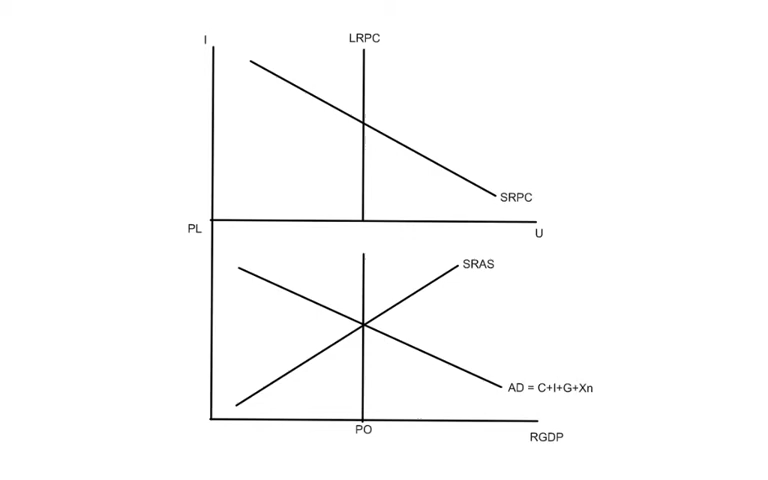 I
LRPC
SRPC
PL
U
SRAS
AD = C+I+G+Xn
PO
RGDP